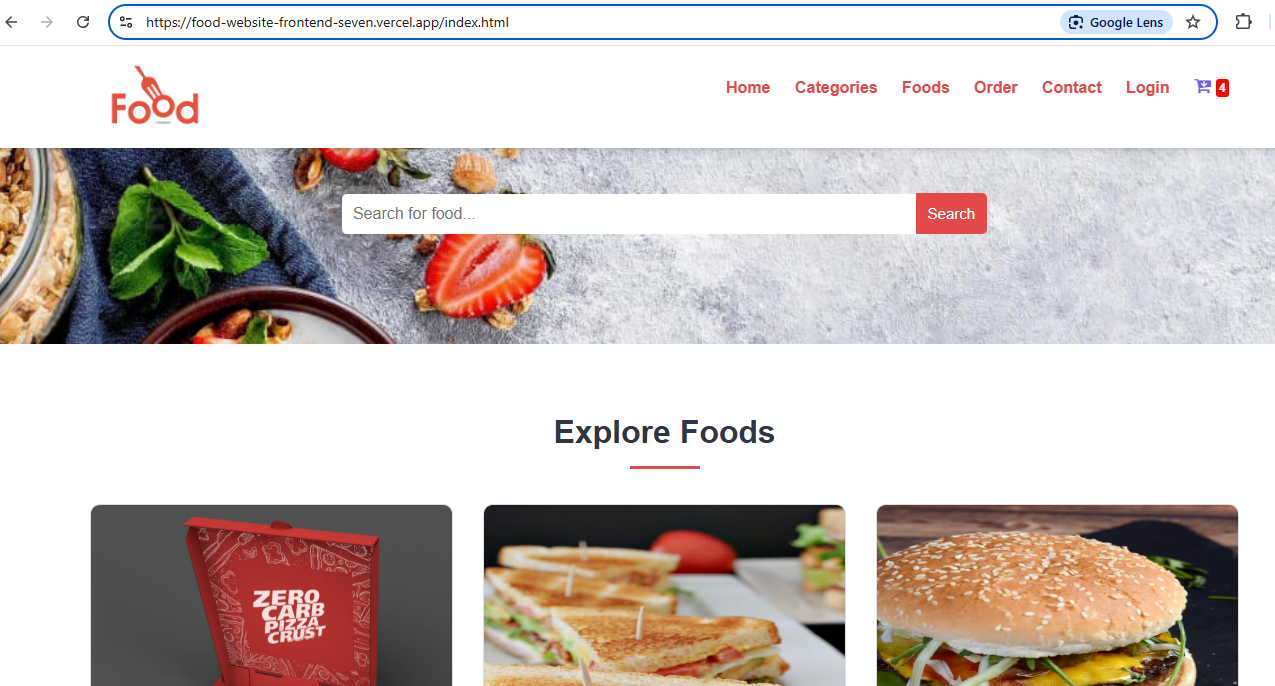 https://food-website-frontend-seven.vercel.app/index.html
Google Lens
Food
Home Categories Foods Order Contact Login 4
Search for food...
Search
Explore Foods
ZERO
CARB
PIZZA
CRUST